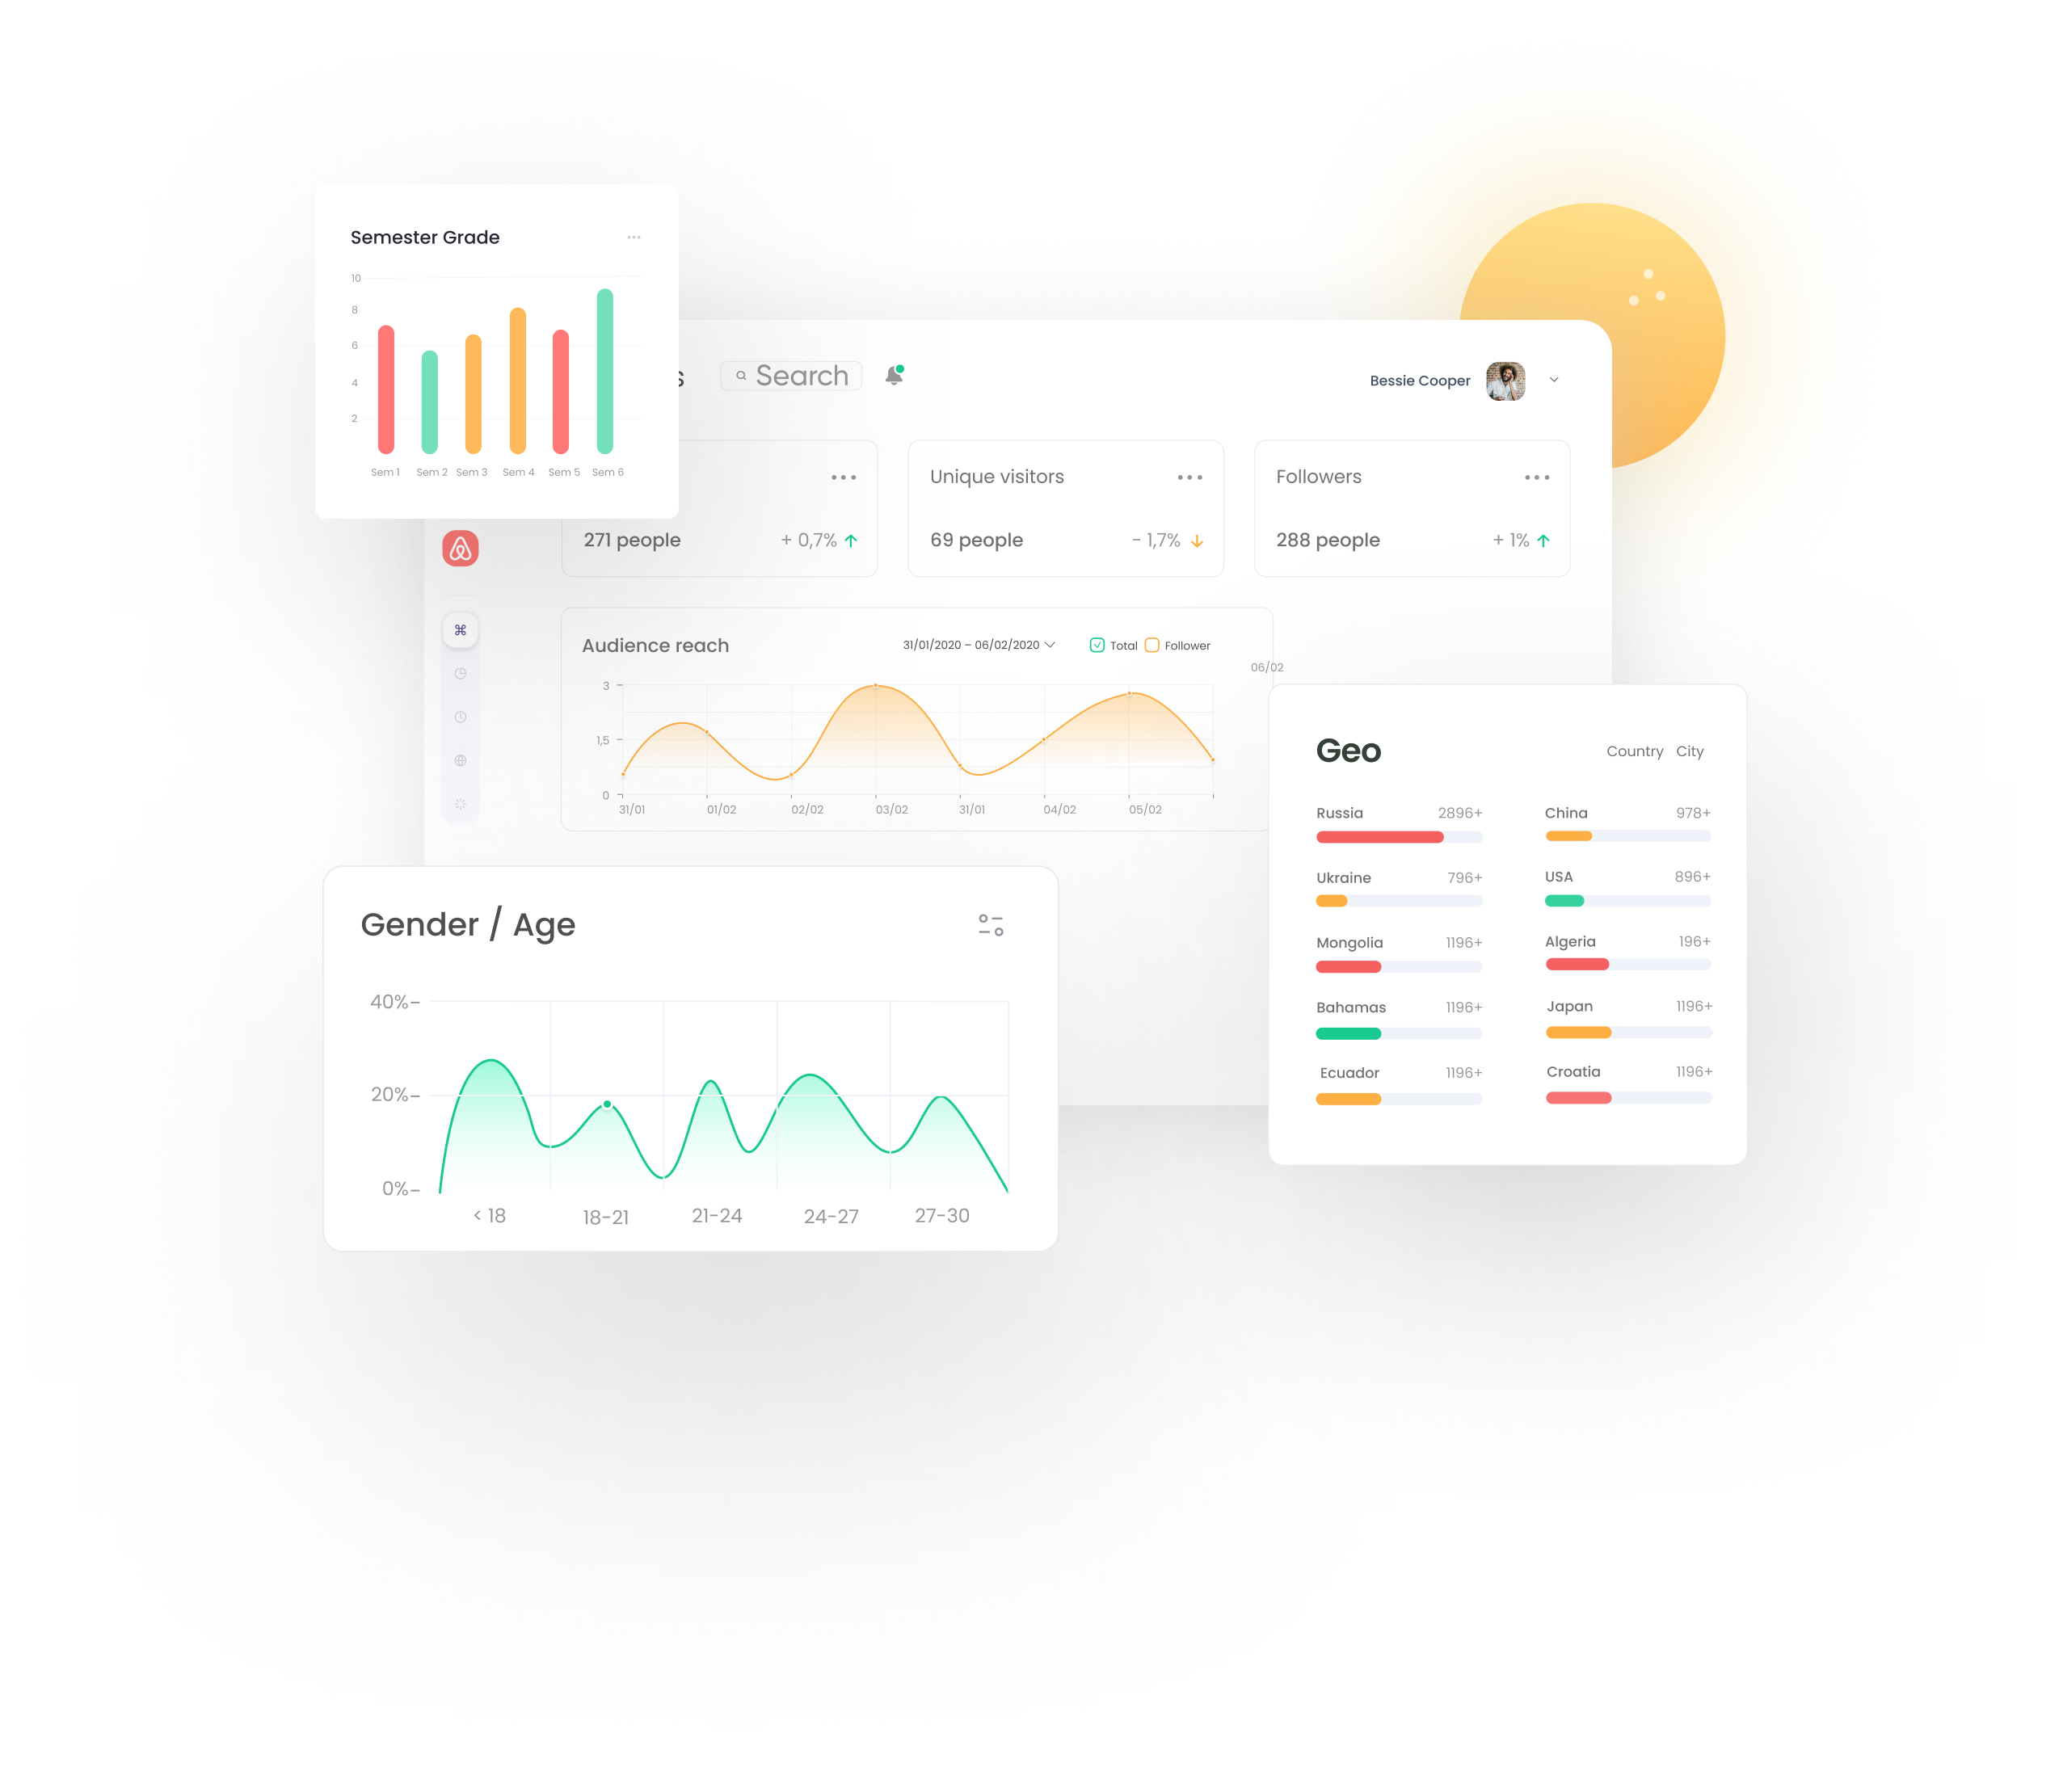 Semester Grade
10
8
6
4
2
Sem 1 Sem 2 Sem 3 Sem 4 Sem 5 Sem 6
s
Search
Bessie Cooper
271 people + 0,7%
Unique visitors
69 people - 1,7%
Followers
288 people + 1%
Audience reach
31/01/2020 – 06/02/2020
Total Follower
06/02
3
1,5
0
31/01 01/02 02/02 03/02 31/01 04/02 05/02
Geo
Country City
Russia 2896+
China 978+
Ukraine 796+
USA 896+
Mongolia 1196+
Algeria 196+
Bahamas 1196+
Japan 1196+
Ecuador 1196+
Croatia 1196+
Gender / Age
40%–
20%–
0%–
< 18 18-21 21-24 24-27 27-30